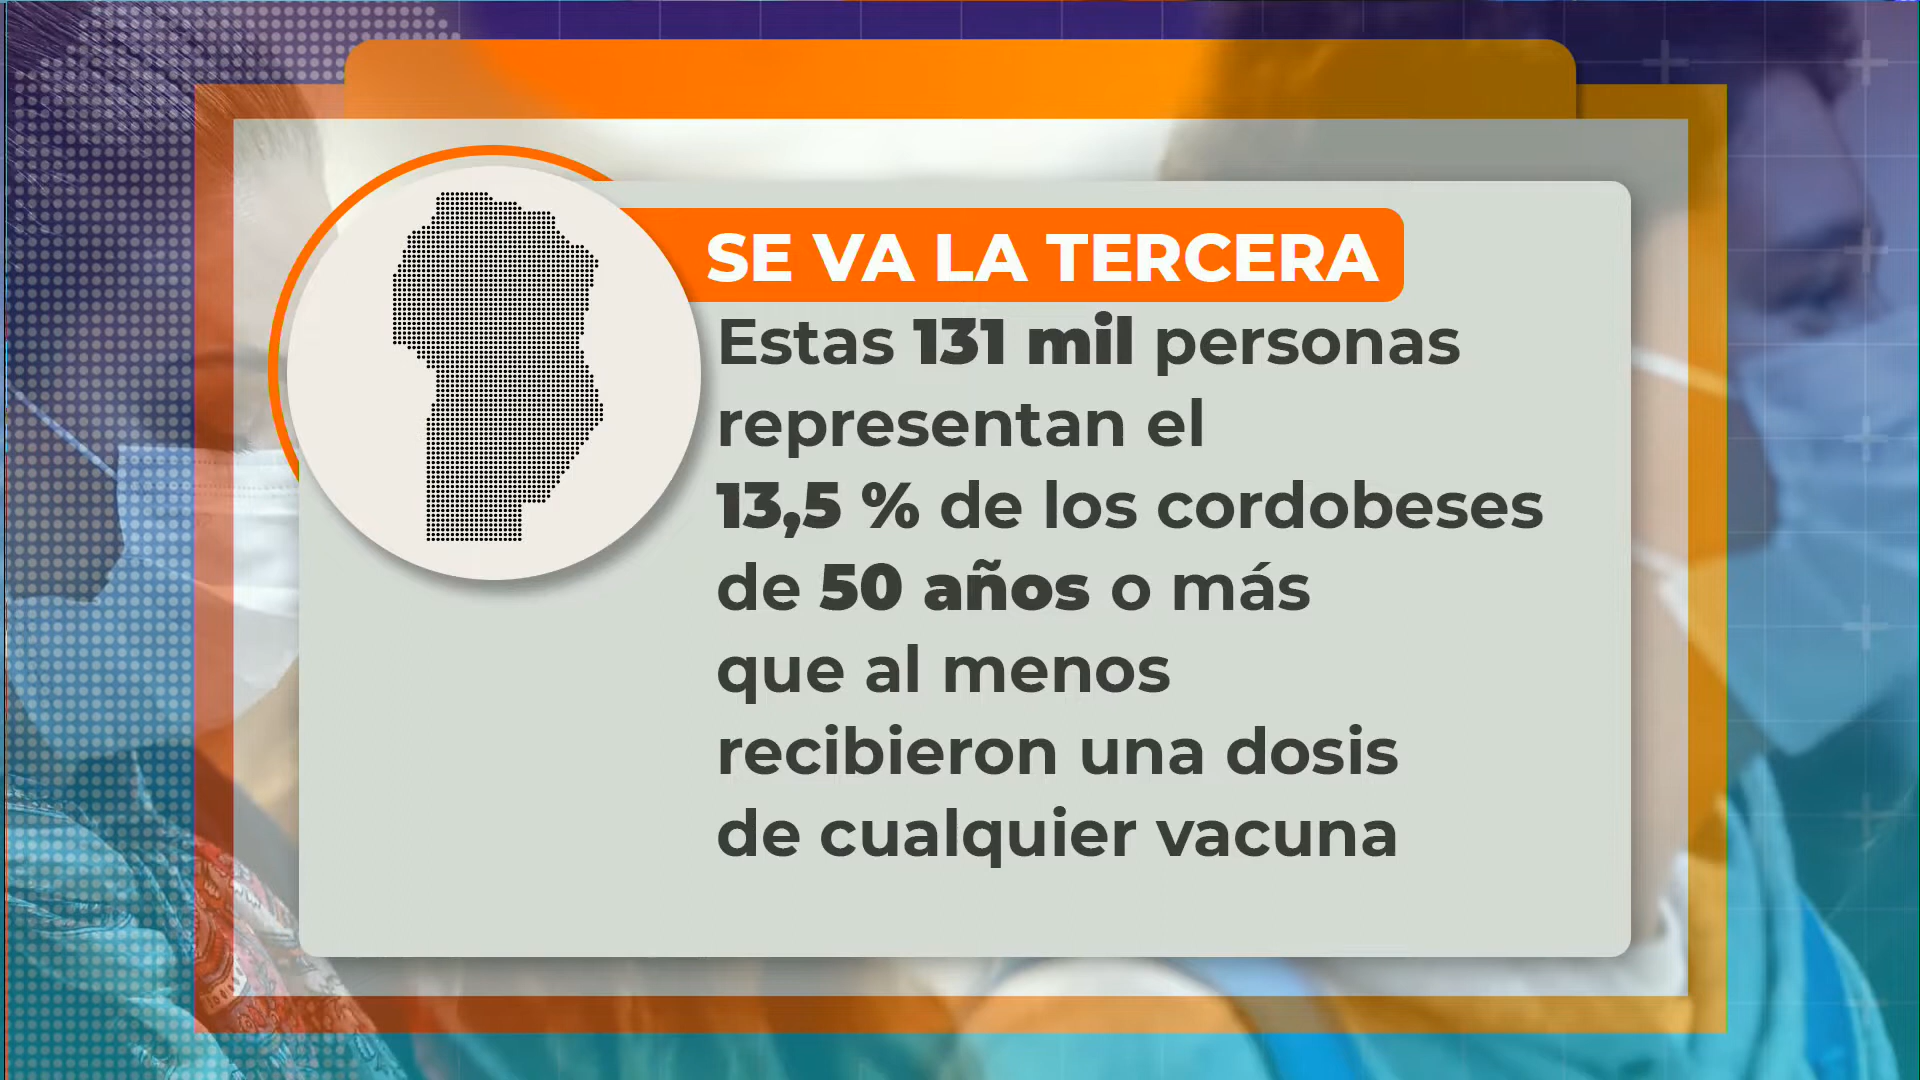 SE VA LA TERCERA
Estas 131 mil personas
representan el
13,5 % de los cordobeses
de 50 años o más
que al menos
recibieron una dosis
de cualquier vacuna